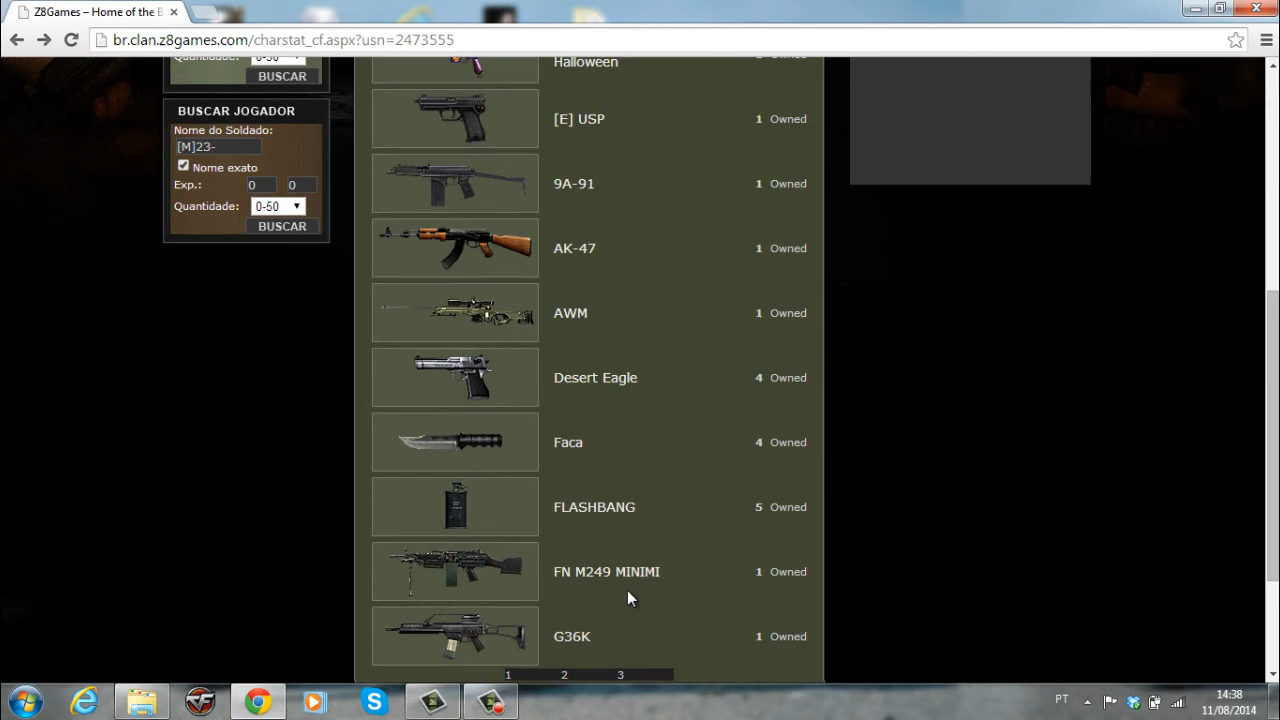 Z8Games – Home of the B
br.clan.z8games.com/charstat_cf.aspx?usn=2473555
Quantidade: 0-50
BUSCAR
BUSCAR JOGADOR
Nome do Soldado:
[M]23-
Nome exato
Exp.: 0 0
Quantidade: 0-50
BUSCAR
Halloween
[E] USP 1 Owned
9A-91 1 Owned
AK-47 1 Owned
AWM 1 Owned
Desert Eagle 4 Owned
Faca 4 Owned
FLASHBANG 5 Owned
FN M249 MINIMI 1 Owned
G36K 1 Owned
1 2 3
PT
14:38
11/08/2014